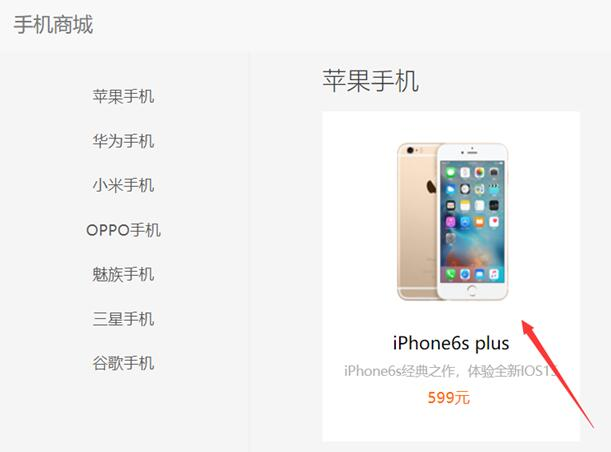 手机商城
苹果手机
华为手机
小米手机
OPPO手机
魅族手机
三星手机
谷歌手机
苹果手机
iPhone6s plus
iPhone6s经典之作，体验全新IOS13
599元